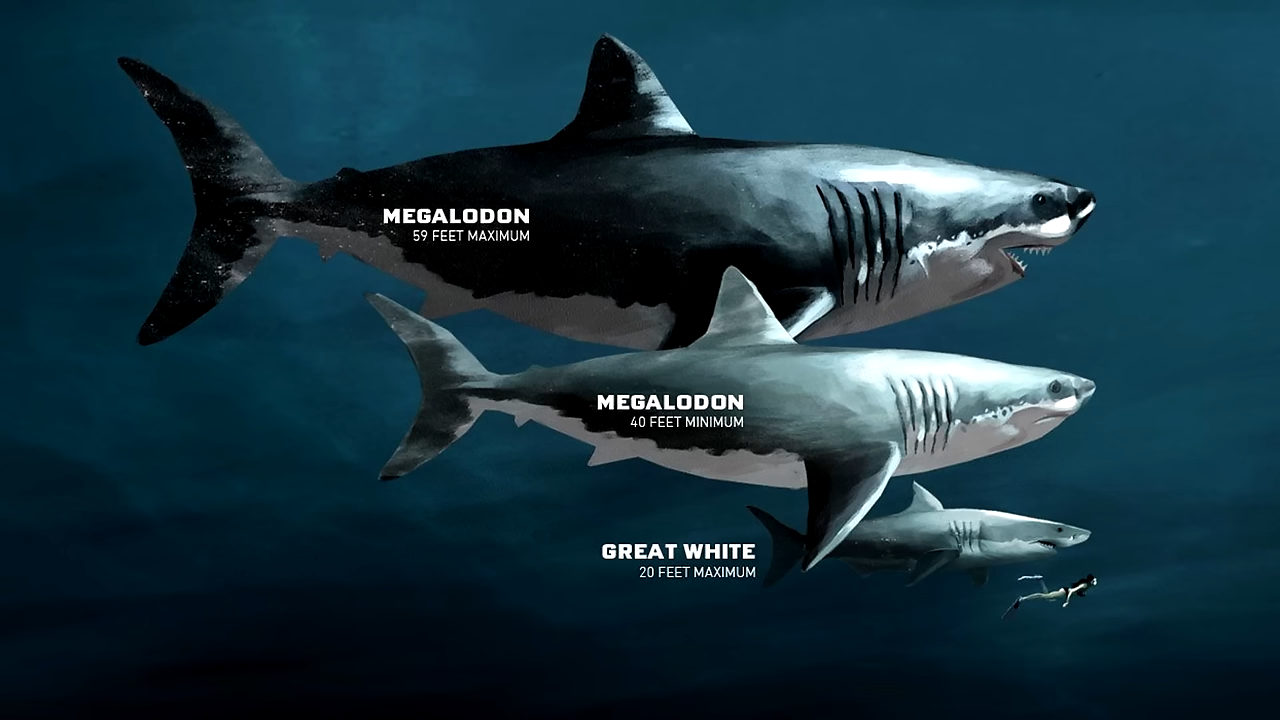 MEGALODON
59 FEET MAXIMUM
MEGALODON
40 FEET MINIMUM
GREAT WHITE
20 FEET MAXIMUM